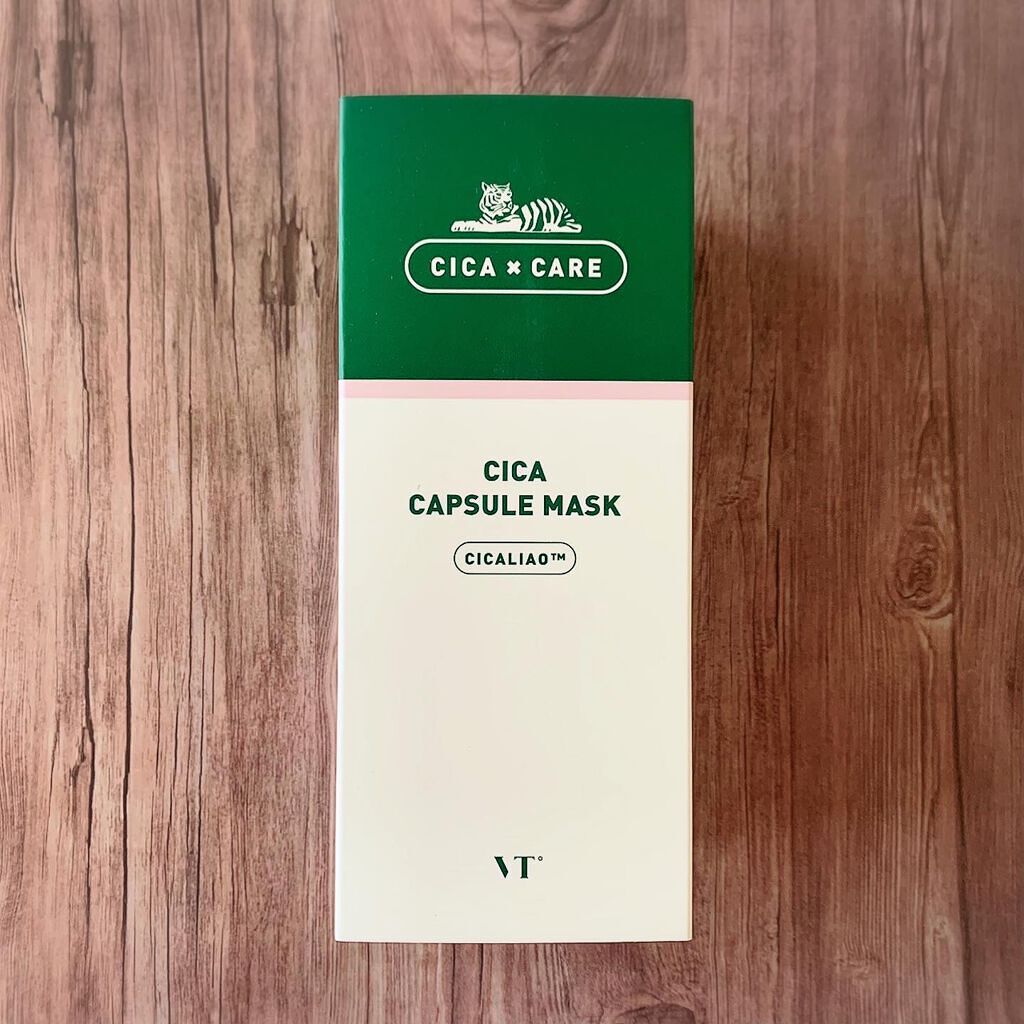 CICA × CARE
CICA
CAPSULE MASK
CICALIAO™
VT°